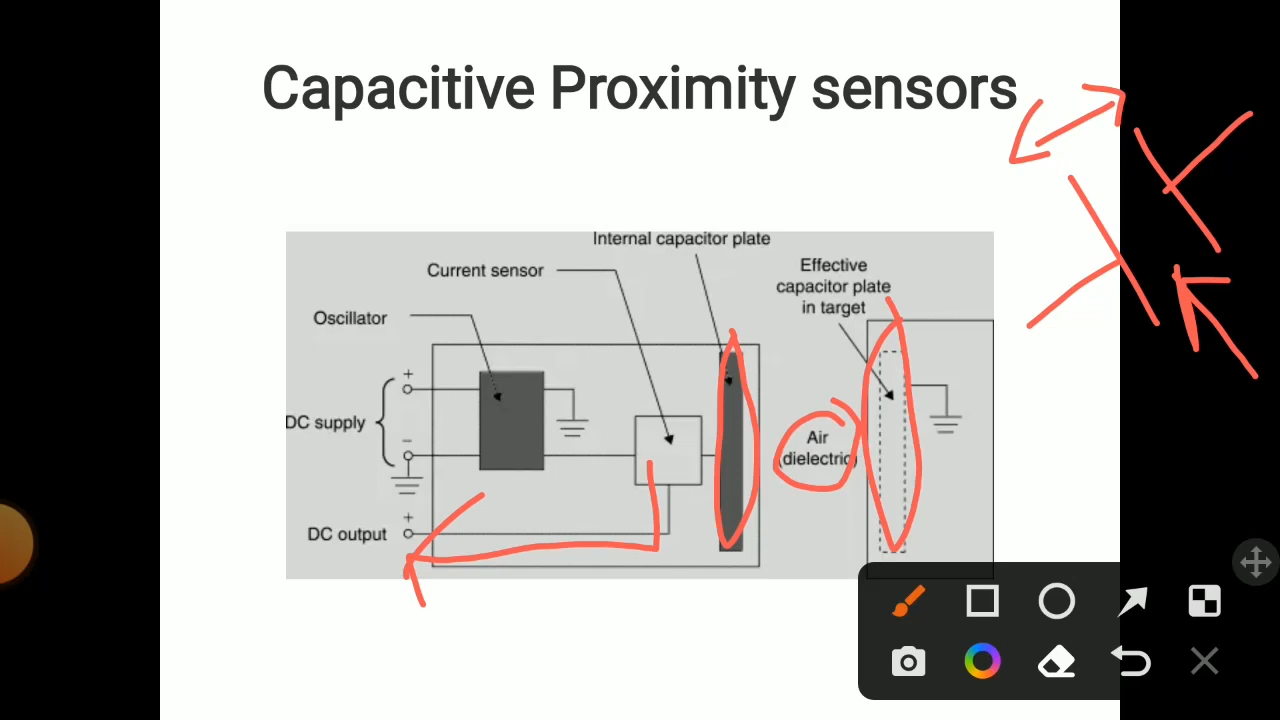 Capacitive Proximity sensors
Internal capacitor plate
Current sensor
Effective
capacitor plate
in target
Oscillator
+
DC supply
−
Air
(dielectric)
+
DC output